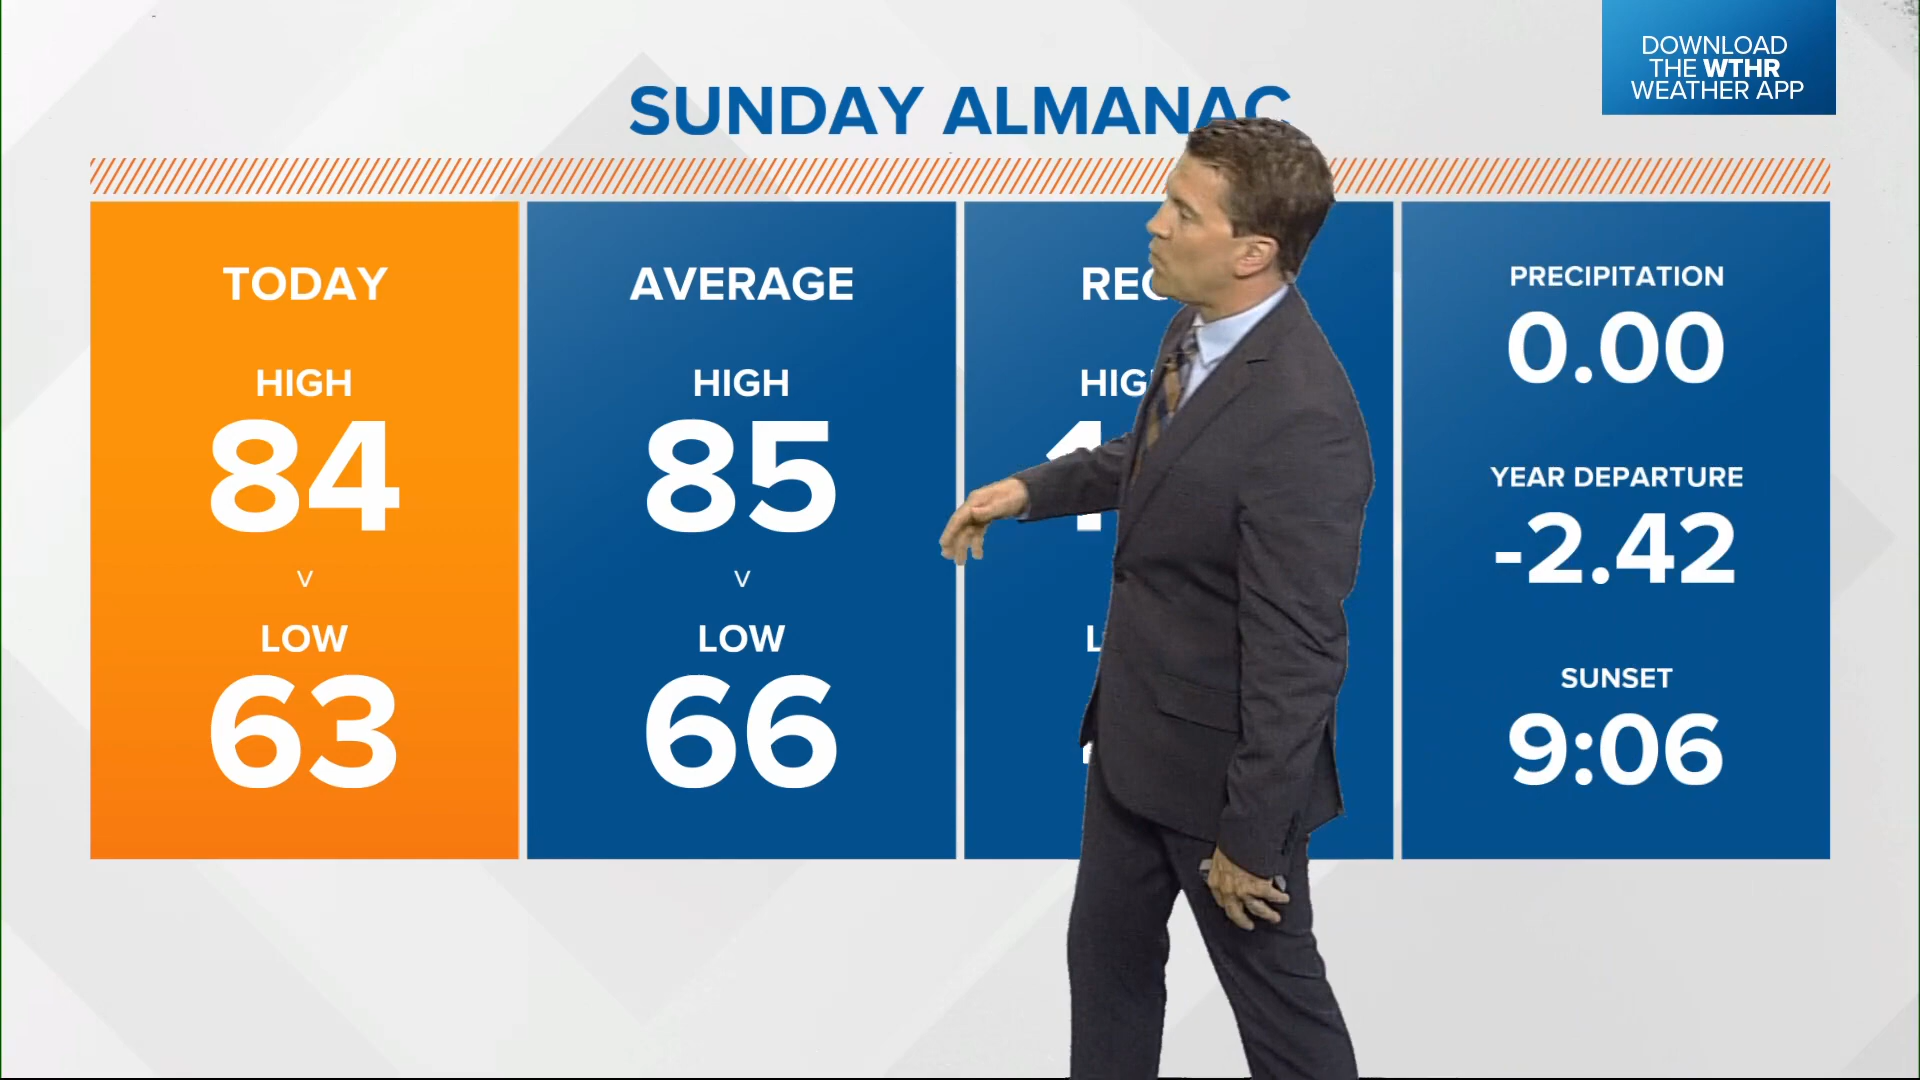 DOWNLOAD
THE WTHR
WEATHER APP
SUNDAY ALMANAC
TODAY
HIGH
84
v
LOW
63
AVERAGE
HIGH
85
v
LOW
66
PRECIPITATION
0.00
YEAR DEPARTURE
-2.42
SUNSET
9:06